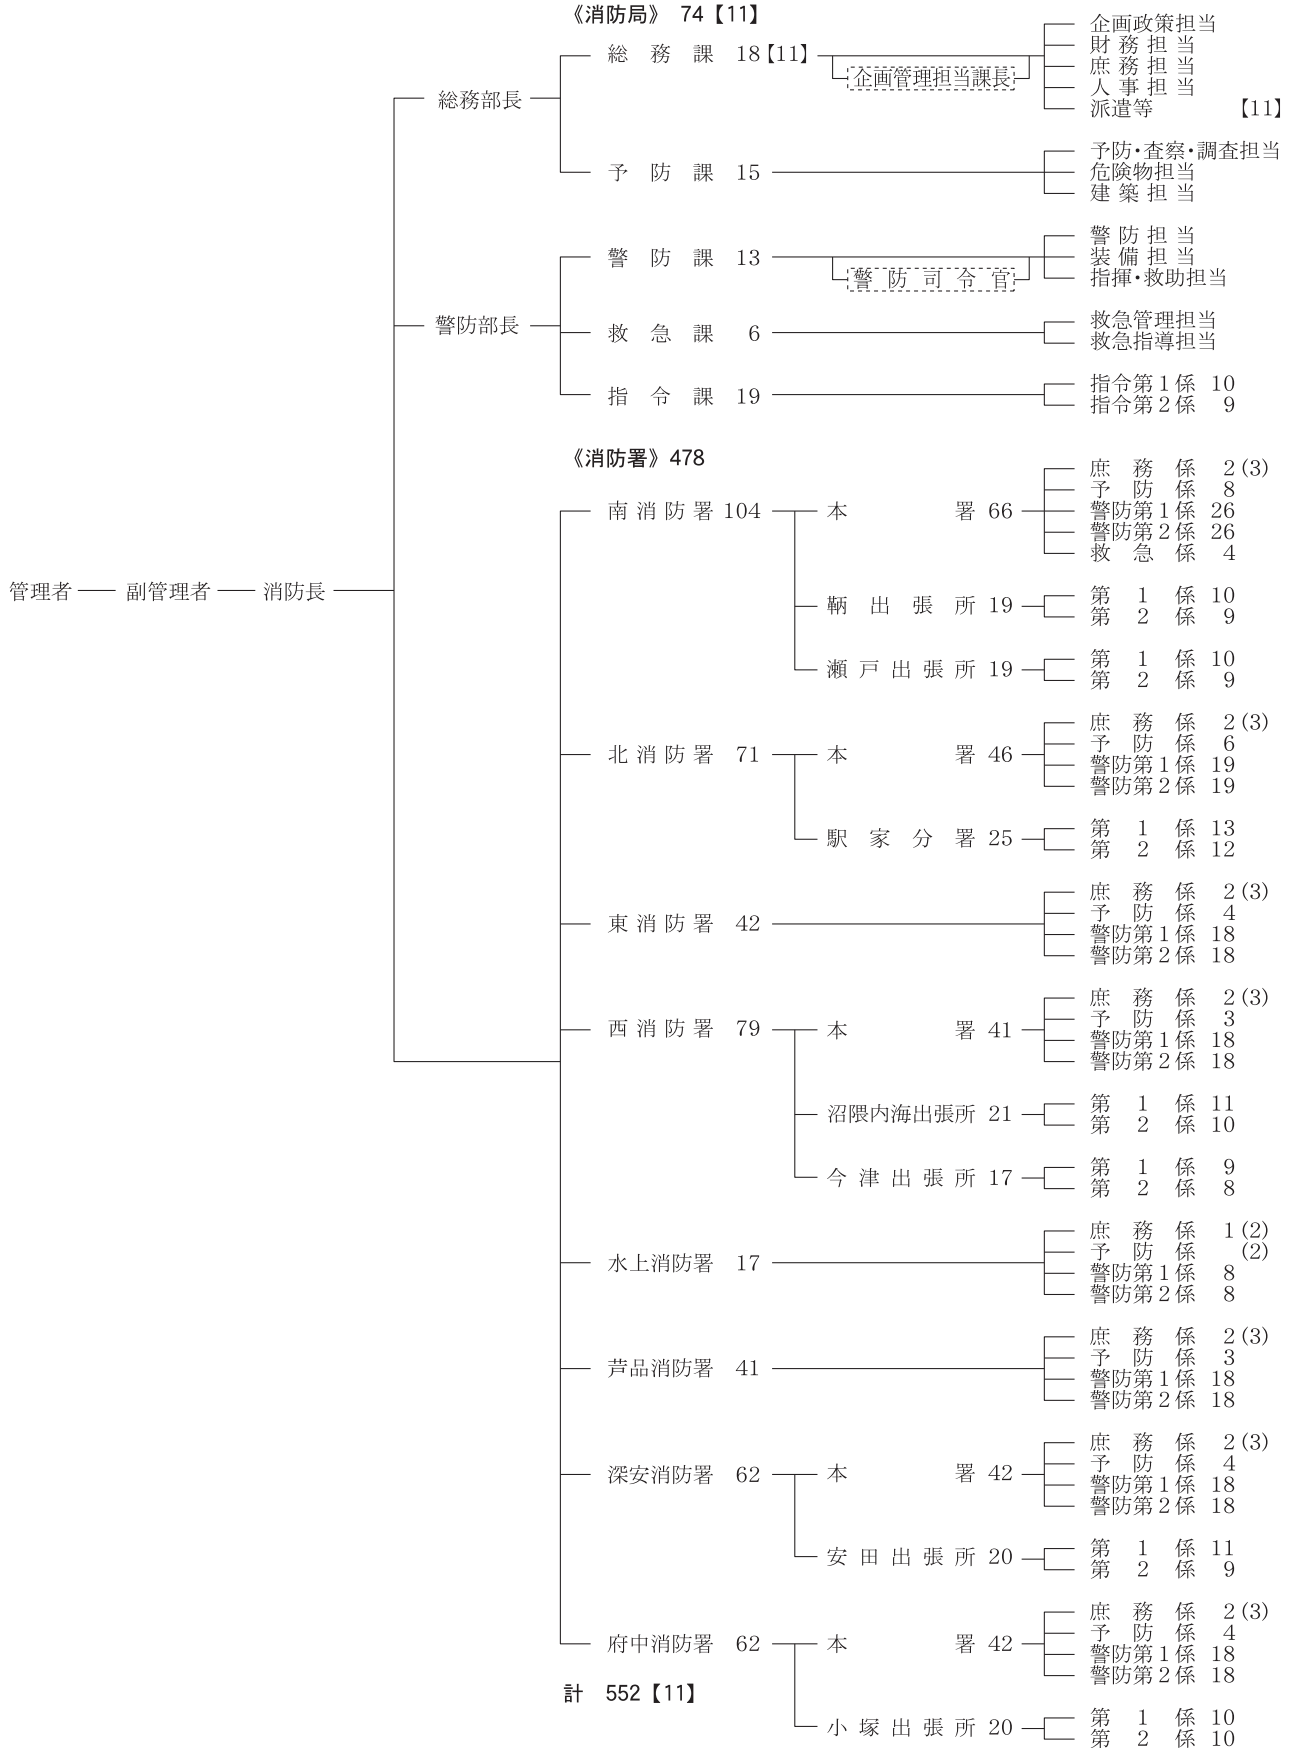 《消防局》 74【11】
総務課 18【11】
企画管理担当課長
企画政策担当
財務担当
庶務担当
人事担当
派遣等 【11】
総務部長
予防課 15
予防・査察・調査担当
危険物担当
建築担当
警防課 13
警防司令官
警防担当
装備担当
指揮・救助担当
警防部長
救急課 6
救急管理担当
救急指導担当
指令課 19
指令第1係 10
指令第2係 9
《消防署》478
南消防署 104
本署 66
庶務係 2(3)
予防係 8
警防第1係 26
警防第2係 26
救急係 4
管理者 副管理者 消防長
鞆出張所 19
第1係 10
第2係 9
瀬戸出張所 19
第1係 10
第2係 9
北消防署 71
本署 46
庶務係 2(3)
予防係 6
警防第1係 19
警防第2係 19
駅家分署 25
第1係 13
第2係 12
東消防署 42
庶務係 2(3)
予防係 4
警防第1係 18
警防第2係 18
西消防署 79
本署 41
庶務係 2(3)
予防係 3
警防第1係 18
警防第2係 18
沼隈内海出張所 21
第1係 11
第2係 10
今津出張所 17
第1係 9
第2係 8
水上消防署 17
庶務係 1(2)
予防係 (2)
警防第1係 8
警防第2係 8
芦品消防署 41
庶務係 2(3)
予防係 3
警防第1係 18
警防第2係 18
深安消防署 62
本署 42
庶務係 2(3)
予防係 4
警防第1係 18
警防第2係 18
安田出張所 20
第1係 11
第2係 9
府中消防署 62
本署 42
庶務係 2(3)
予防係 4
警防第1係 18
警防第2係 18
計 552【11】
小塚出張所 20
第1係 10
第2係 10